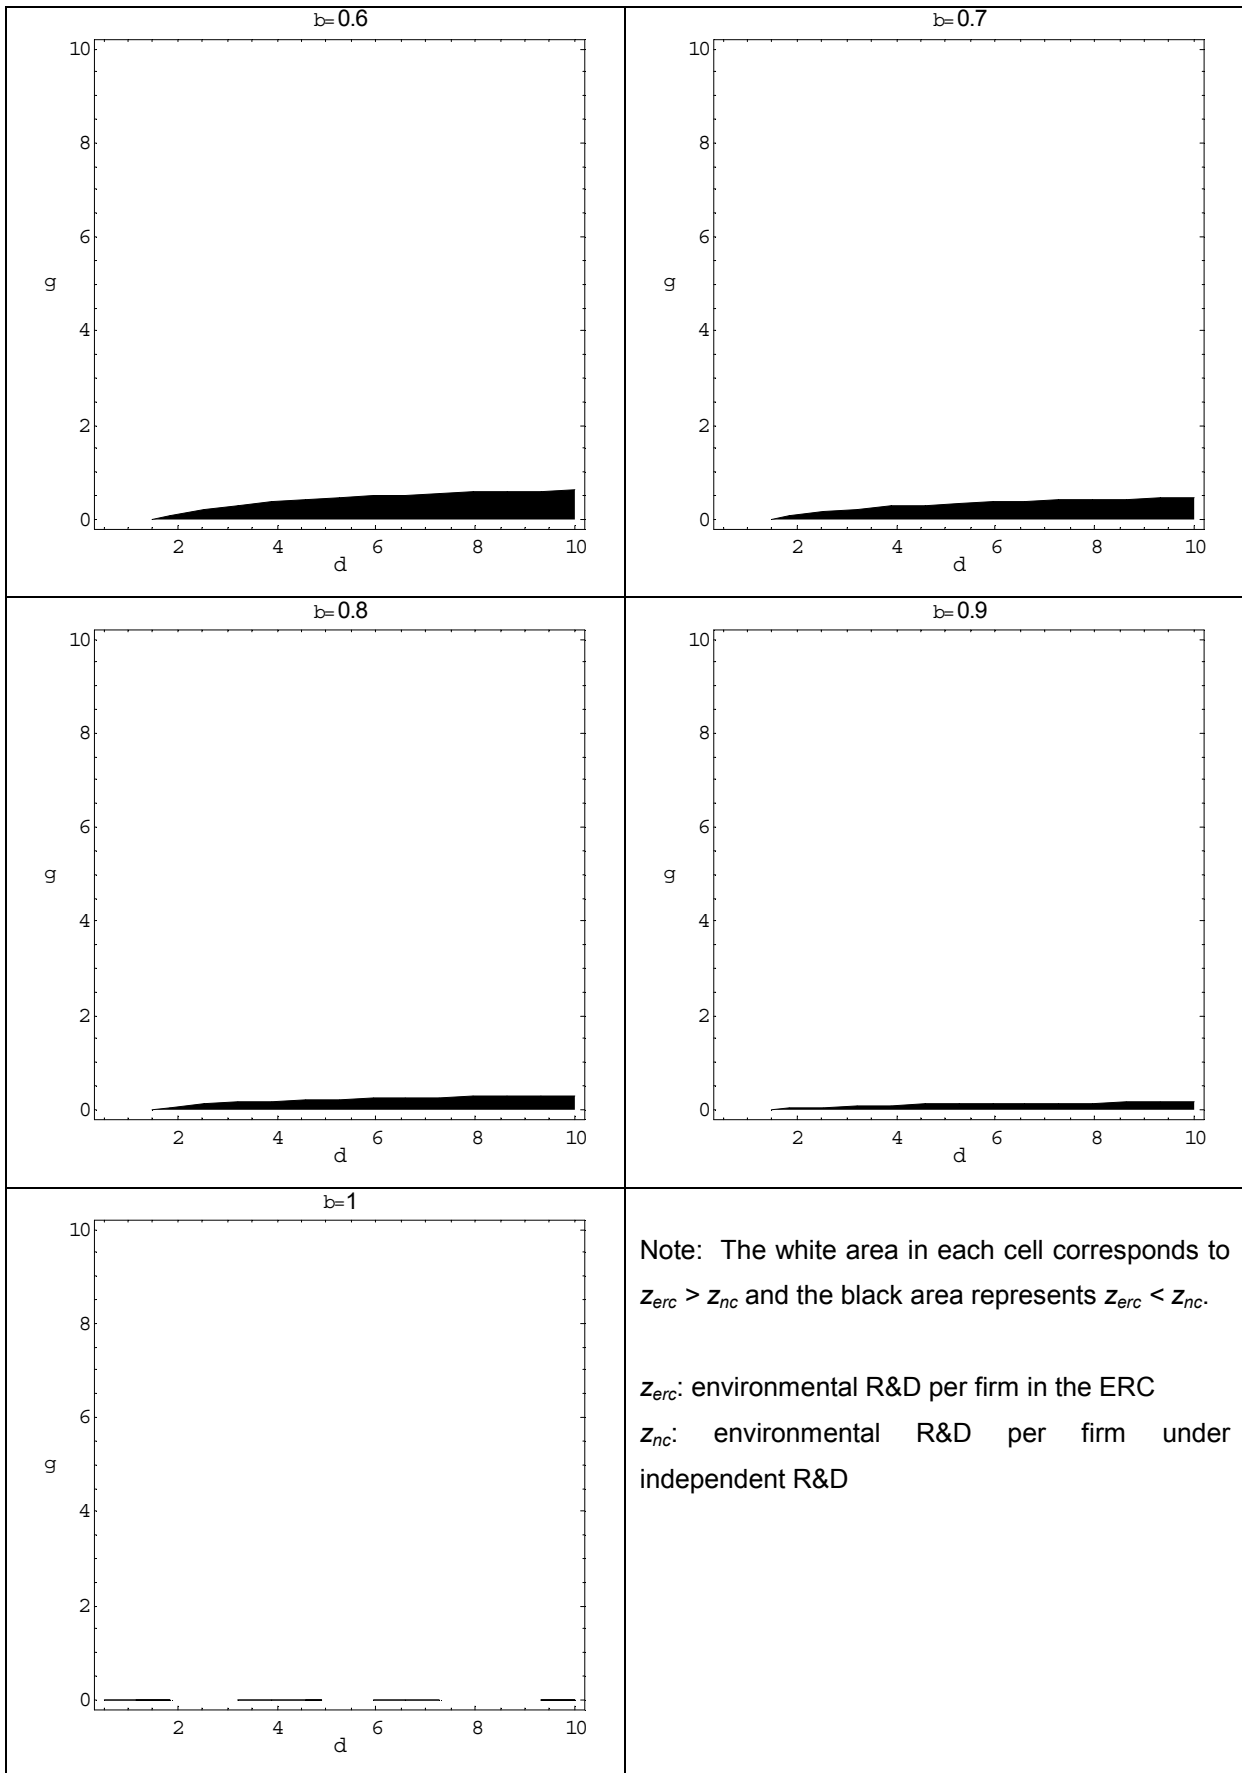 b=0.6
10
8
6
g
4
2
0
2 4 6 8 10
d
b=0.7
10
8
6
g
4
2
0
2 4 6 8 10
d
b=0.8
10
8
6
g
4
2
0
2 4 6 8 10
d
b=0.9
10
8
6
g
4
2
0
2 4 6 8 10
d
b=1
10
8
6
g
4
2
0
2 4 6 8 10
d
Note: The white area in each cell corresponds to
zerc > znc and the black area represents zerc < znc.
zerc: environmental R&D per firm in the ERC
znc: environmental R&D per firm under
independent R&D